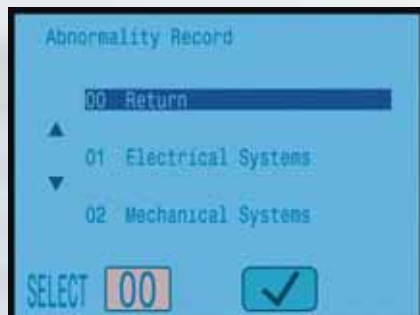 Abnormality Record
00 Return
01 Electrical Systems
02 Mechanical Systems
SELECT 00